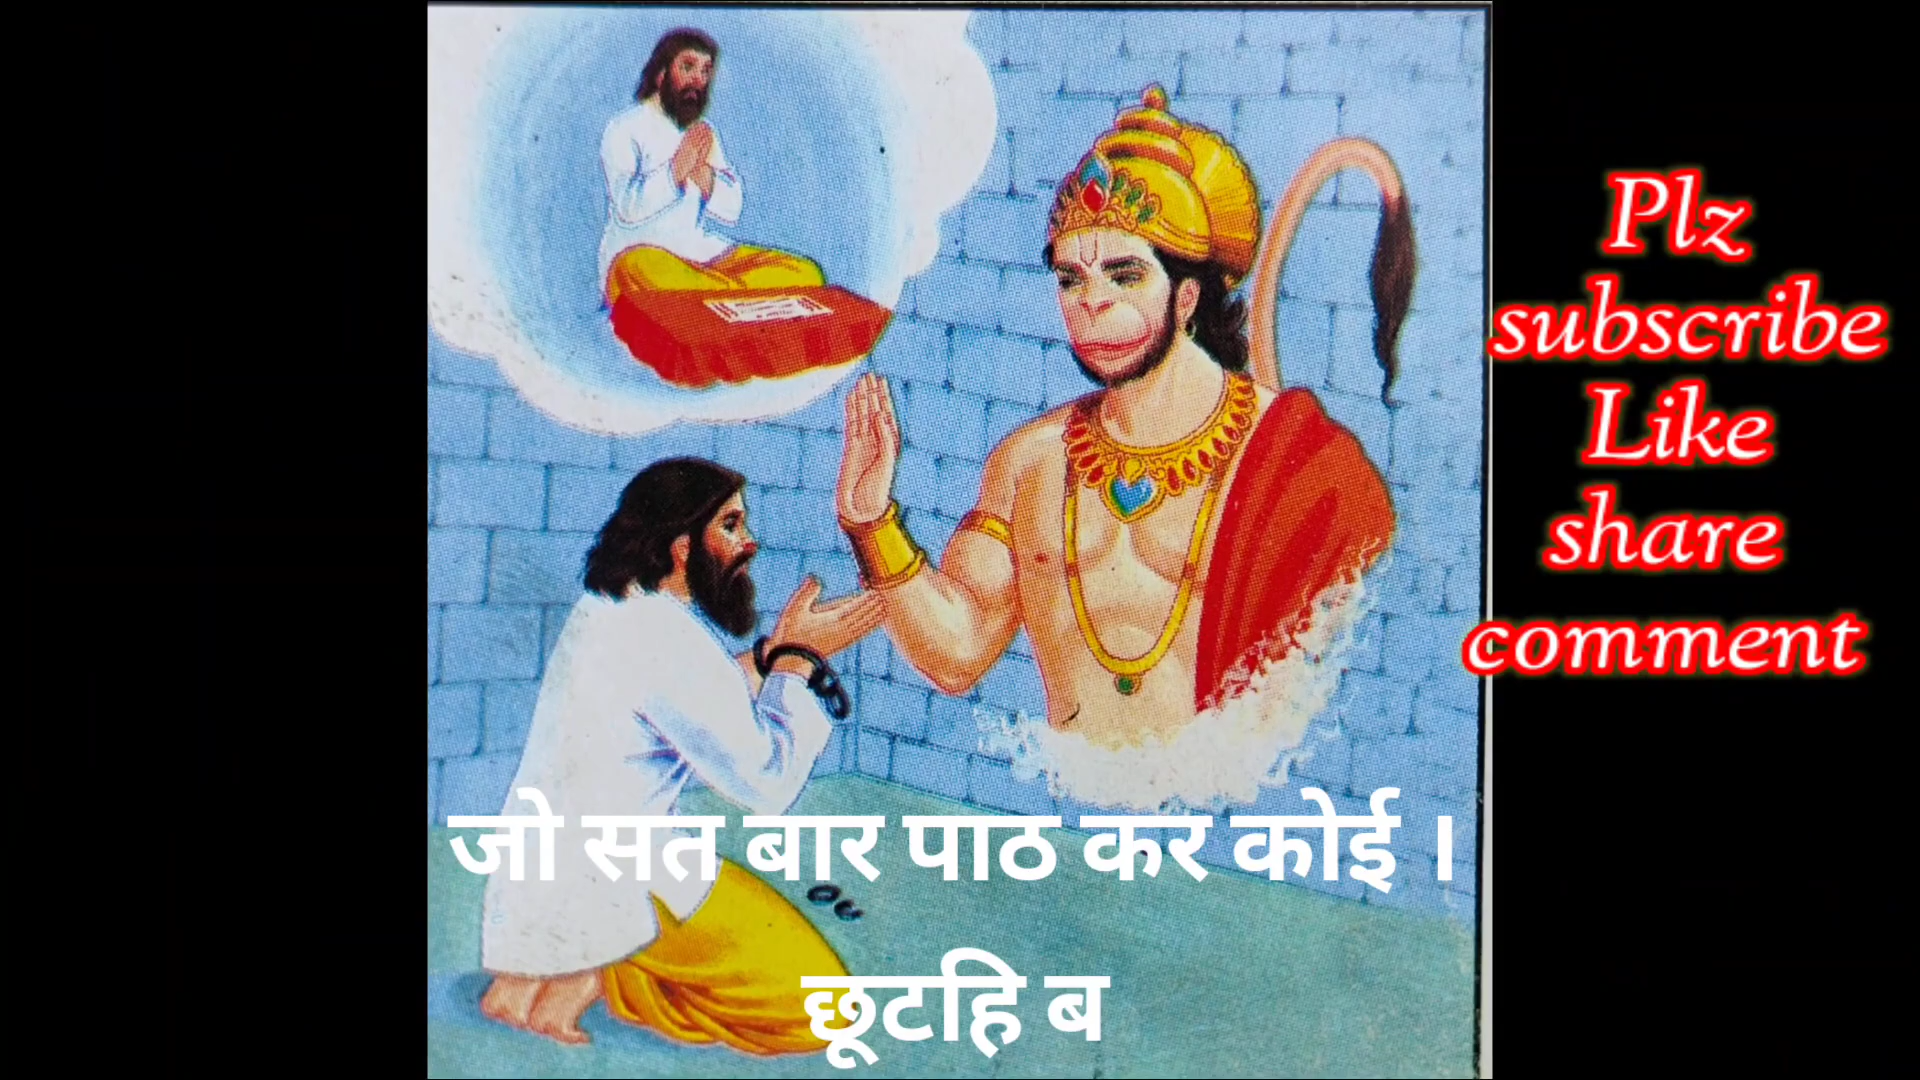 Plz
subscribe
Like
share
comment
जो सत बार पाठ कर कोई ।
छूटहि ब